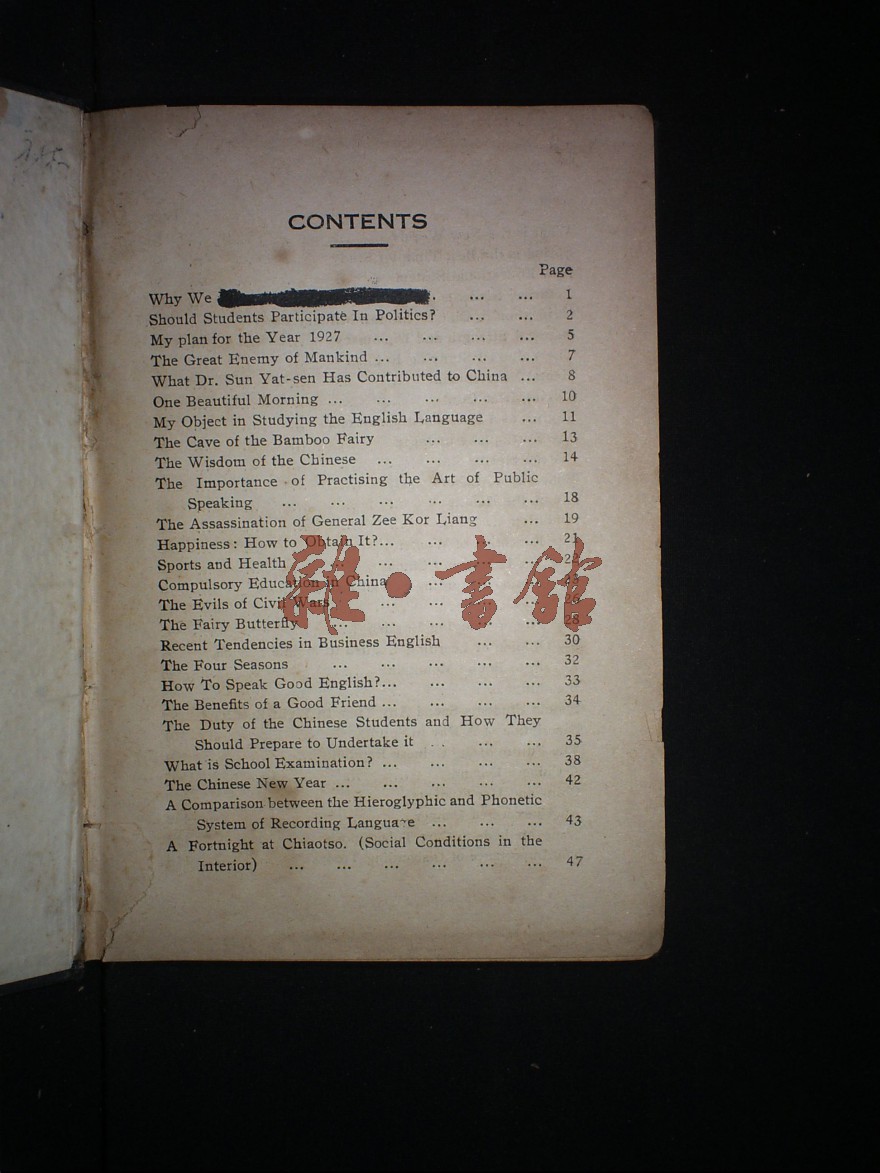 CONTENTS
Page
Why We . ... ... 1
Should Students Participate In Politics? ... ... 2
My plan for the Year 1927 ... ... ... ... 5
The Great Enemy of Mankind ... ... ... ... 7
What Dr. Sun Yat-sen Has Contributed to China ... 8
One Beautiful Morning ... ... ... ... ... 10
My Object in Studying the English Language ... 11
The Cave of the Bamboo Fairy ... ... ... 13
The Wisdom of the Chinese ... ... ... ... 14
The Importance of Practising the Art of Public
Speaking ... ... ... ... ... ... 18
The Assassination of General Zee Kor Liang ... 19
Happiness: How to Obtain It?... ... ... ... 21
Sports and Health ... ... ... ... ...
Compulsory Education in China ... ... ...
The Evils of Civil Wars ... ... ... ...
The Fairy Butterfly ... ... ... ... ... 28
Recent Tendencies in Business English ... ... 30
The Four Seasons ... ... ... ... ... 32
How To Speak Good English?... ... ... ... 33
The Benefits of a Good Friend ... ... ... ... 34
The Duty of the Chinese Students and How They
Should Prepare to Undertake it ... ... ... 35
What is School Examination? ... ... ... ... 38
The Chinese New Year ... ... ... ... ... 42
A Comparison between the Hieroglyphic and Phonetic
System of Recording Language ... ... ... 43
A Fortnight at Chiaotso. (Social Conditions in the
Interior) ... ... ... ... ... ... 47
雜·書館